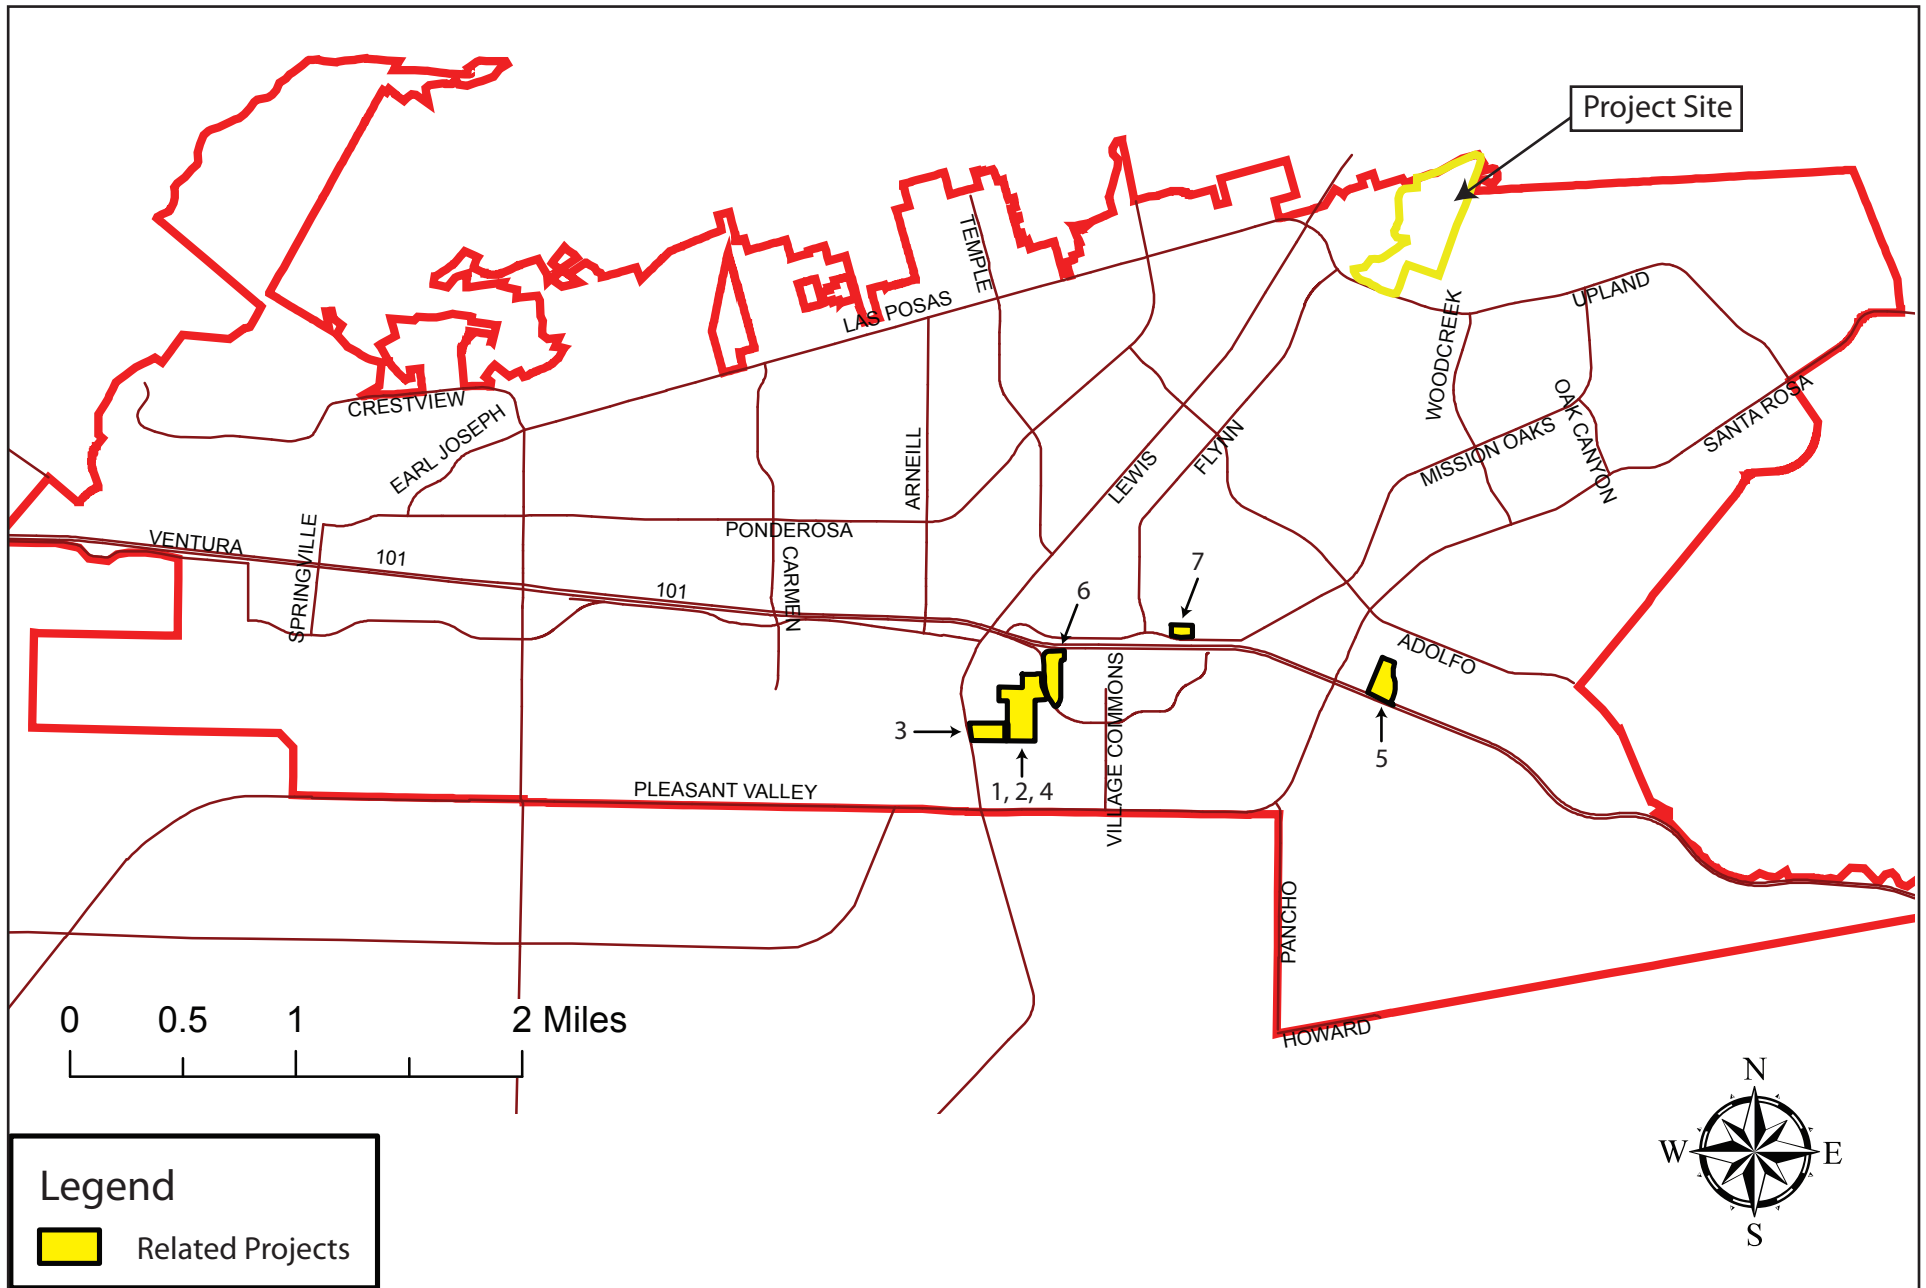 Project Site
TEMPLE
LAS POSAS
UPLAND
WOODCREEK
CRESTVIEW
EARL JOSEPH
ARNEILL
LEWIS
FLYNN
MISSION OAKS
OAK CANYON
SANTA ROSA
VENTURA
SPRINGVILLE
101
101
PONDEROSA
CARMEN
7
6
ADOLFO
VILLAGE COMMONS
3
1, 2, 4
5
PLEASANT VALLEY
PANCHO
HOWARD
0 0.5 1 2 Miles
N
W E
S
Legend
Related Projects